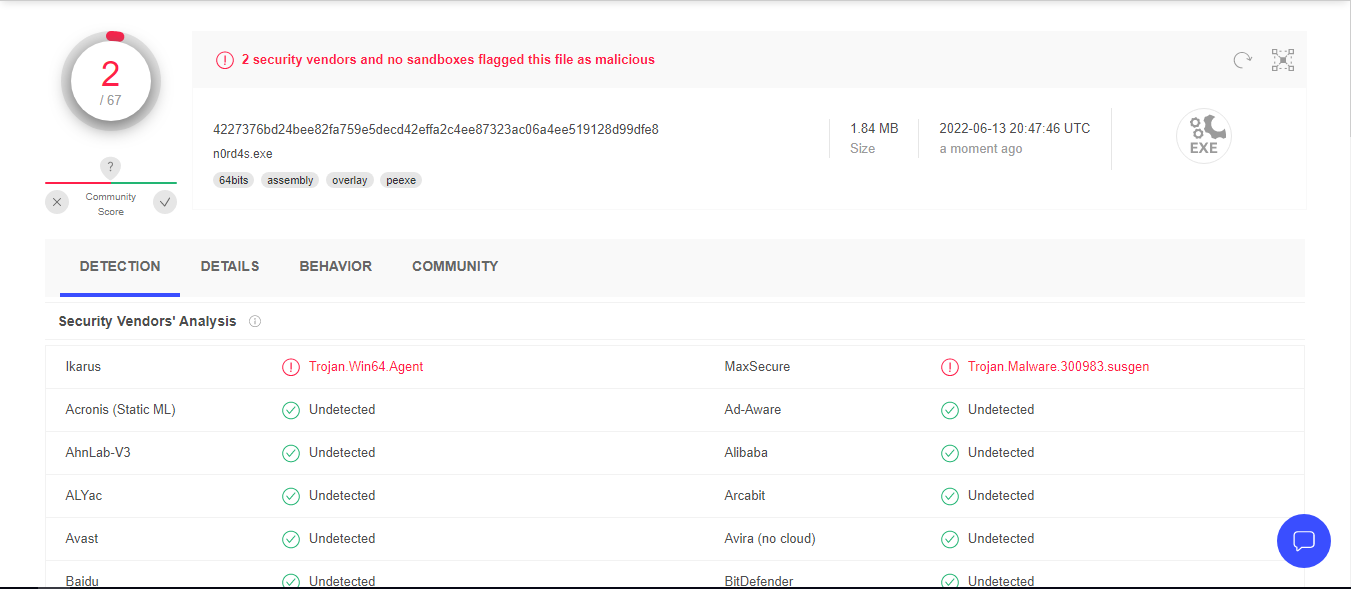 2
/ 67
2 security vendors and no sandboxes flagged this file as malicious
4227376bd24bee82fa759e5decd42effa2c4ee87323ac06a4ee519128d99dfe8
n0rd4s.exe
64bits assembly overlay peexe
1.84 MB
Size
2022-06-13 20:47:46 UTC
a moment ago
EXE
?
Community
Score
DETECTION DETAILS BEHAVIOR COMMUNITY
Security Vendors' Analysis
Ikarus Trojan.Win64.Agent MaxSecure Trojan.Malware.300983.susgen
Acronis (Static ML) Undetected Ad-Aware Undetected
AhnLab-V3 Undetected Alibaba Undetected
ALYac Undetected Arcabit Undetected
Avast Undetected Avira (no cloud) Undetected
Baidu Undetected BitDefender Undetected